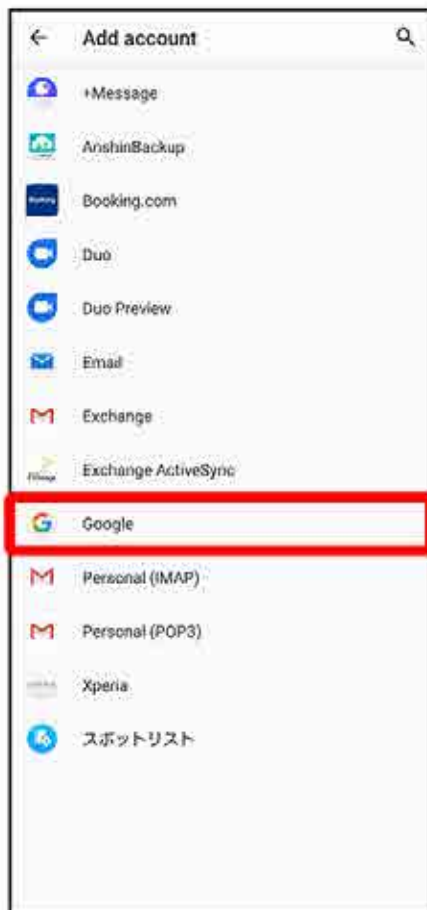 Add account
+Message
AnshinBackup
Booking.com
Duo
Duo Preview
Email
Exchange
Exchange ActiveSync
Google
Personal (IMAP)
Personal (POP3)
Xperia
スポットリスト